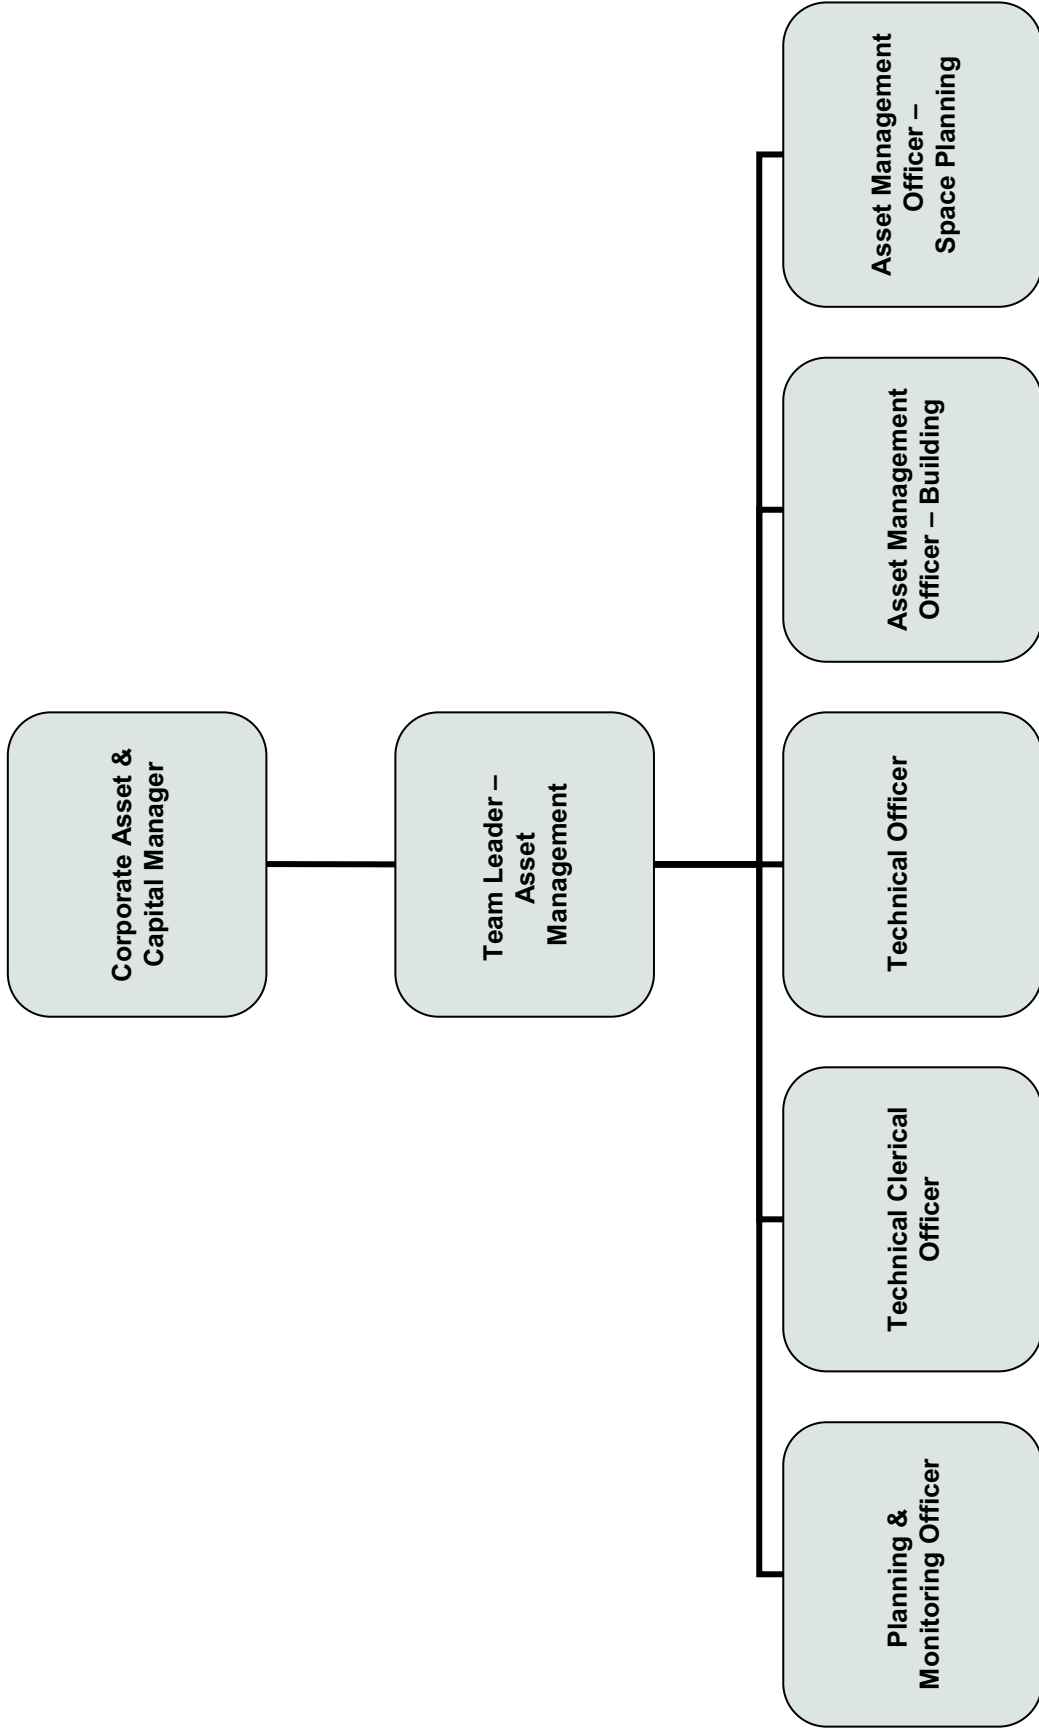 Corporate Asset &
Capital Manager
Team Leader –
Asset
Management
Planning &
Monitoring Officer
Technical Clerical
Officer
Technical Officer
Asset Management
Officer – Building
Asset Management
Officer –
Space Planning